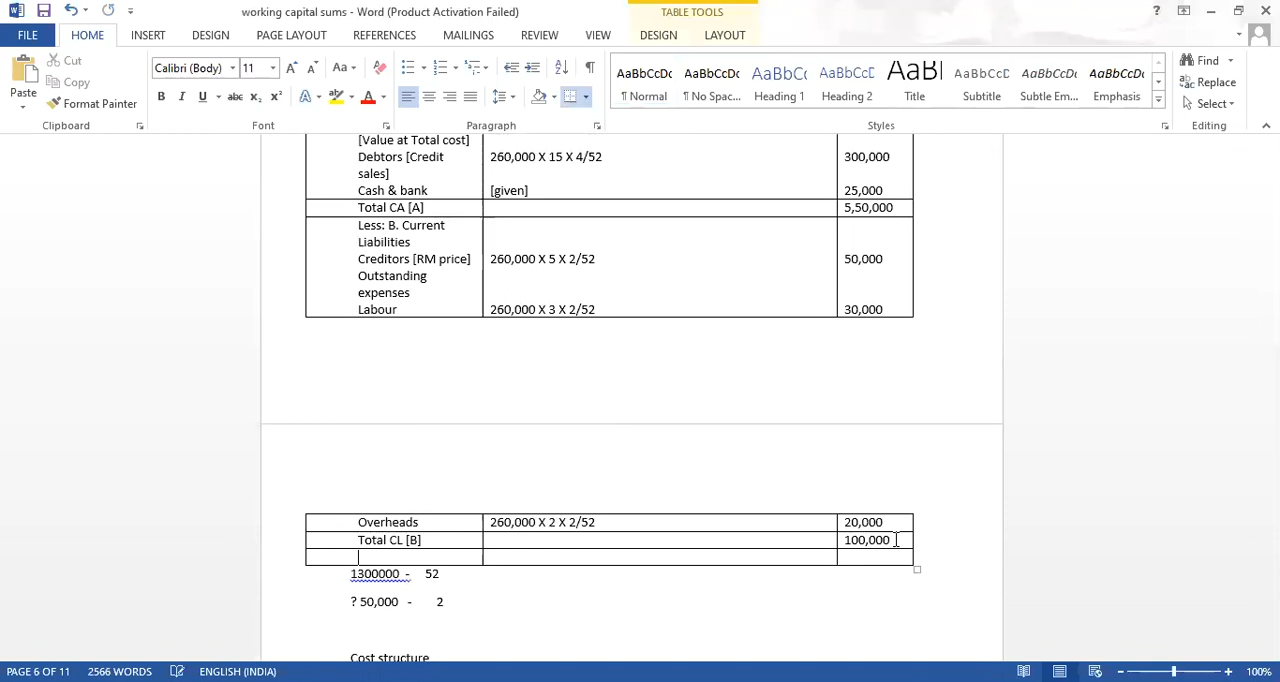 working capital sums - Word (Product Activation Failed)
TABLE TOOLS
FILE HOME INSERT DESIGN PAGE LAYOUT REFERENCES MAILINGS REVIEW VIEW DESIGN LAYOUT
Paste
Cut
Copy
Format Painter
Clipboard
Calibri (Body) 11
Font
Paragraph
AaBbCcDc AaBbCcDc AaBbCc AaBbCcC AaBl AaBbCcD AaBbCcDc AaBbCcDc
¶ Normal ¶ No Spac... Heading 1 Heading 2 Title Subtitle Subtle Em... Emphasis
Styles
Find
Replace
Select
Editing
[Value at Total cost]
Debtors [Credit sales] 260,000 X 15 X 4/52 300,000
Cash & bank [given] 25,000
Total CA [A] 5,50,000
Less: B. Current
Liabilities
Creditors [RM price] 260,000 X 5 X 2/52 50,000
Outstanding
expenses
Labour 260,000 X 3 X 2/52 30,000
Overheads 260,000 X 2 X 2/52 20,000
Total CL [B] 100,000
1300000 - 52
? 50,000 - 2
Cost structure
PAGE 6 OF 11 2566 WORDS ENGLISH (INDIA) 100%